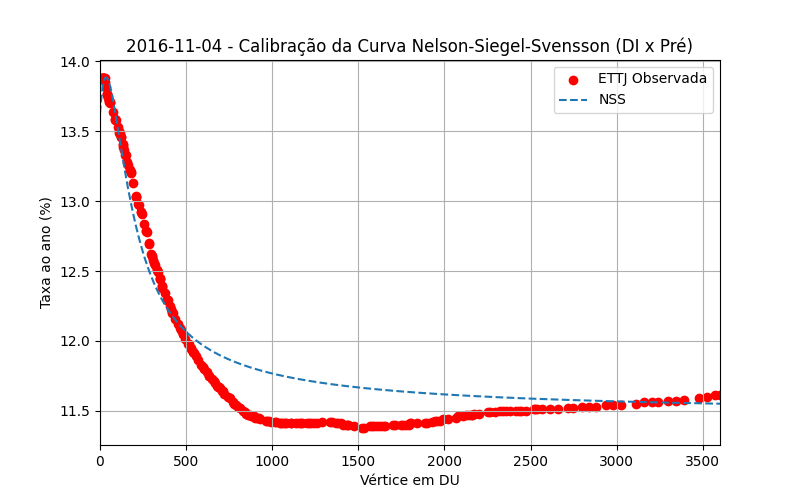 2016-11-04 - Calibração da Curva Nelson-Siegel-Svensson (DI x Pré)
ETTJ Observada
NSS
Taxa ao ano (%)
14.0
13.5
13.0
12.5
12.0
11.5
0 500 1000 1500 2000 2500 3000 3500
Vértice em DU